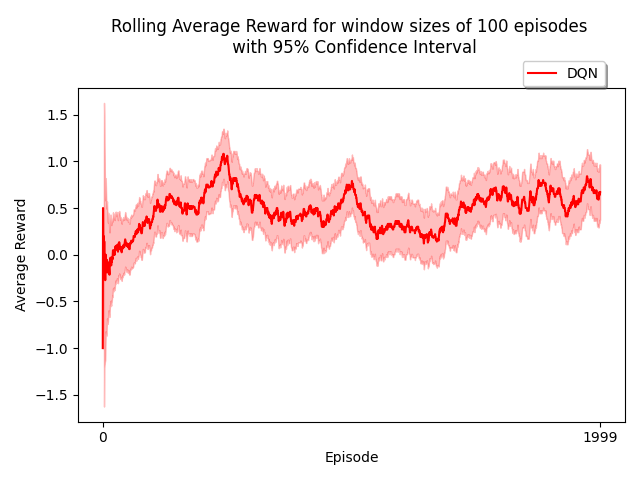 Rolling Average Reward for window sizes of 100 episodes
with 95% Confidence Interval
DQN
1.5
1.0
0.5
0.0
−0.5
−1.0
−1.5
Average Reward
0
1999
Episode